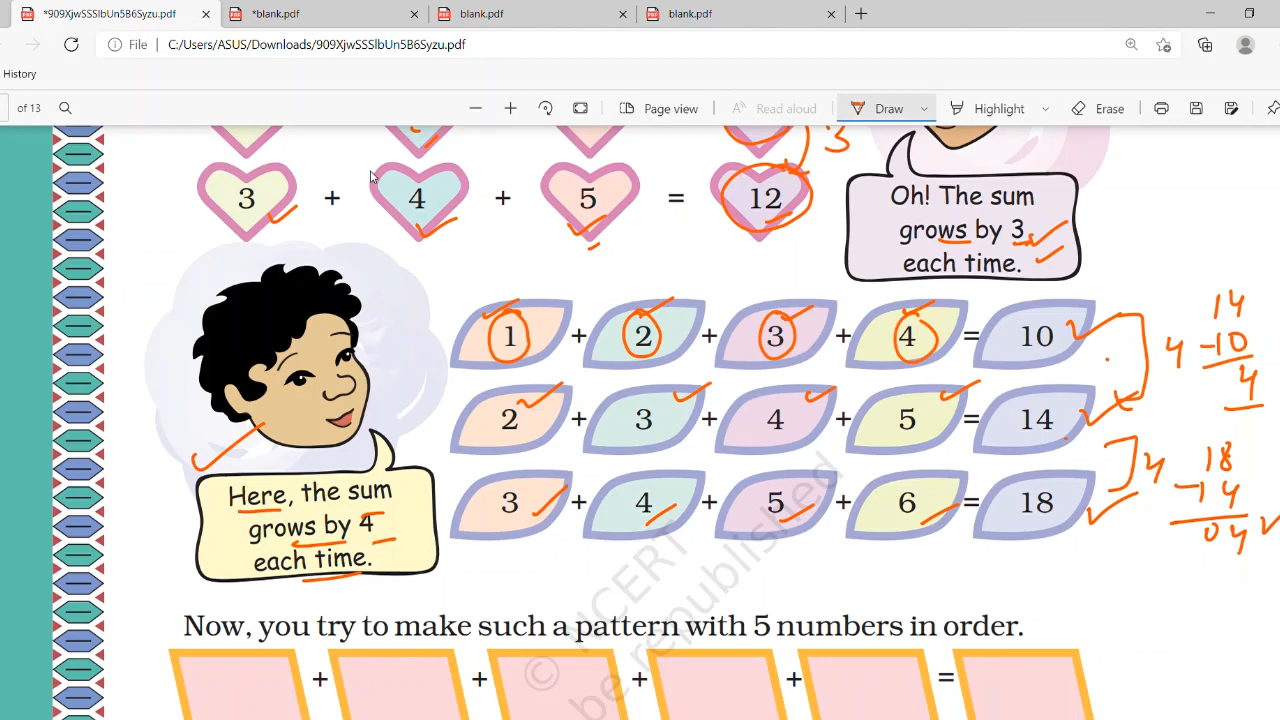 *909XjwSSSlbUn5B6Syzu.pdf
*blank.pdf
blank.pdf
blank.pdf
File
C:/Users/ASUS/Downloads/909XjwSSSlbUn5B6Syzu.pdf
History
of 13
Page view
Read aloud
Draw
Highlight
Erase
3
3 + 4 + 5 = 12
Oh! The sum
grows by 3
each time.
1 + 2 + 3 + 4 = 10
2 + 3 + 4 + 5 = 14
3 + 4 + 5 + 6 = 18
14
4 -10
4
4 18
-14
04
Here, the sum
grows by 4
each time.
© NCERT
be republished
Now, you try to make such a pattern with 5 numbers in order.
+ + + + =